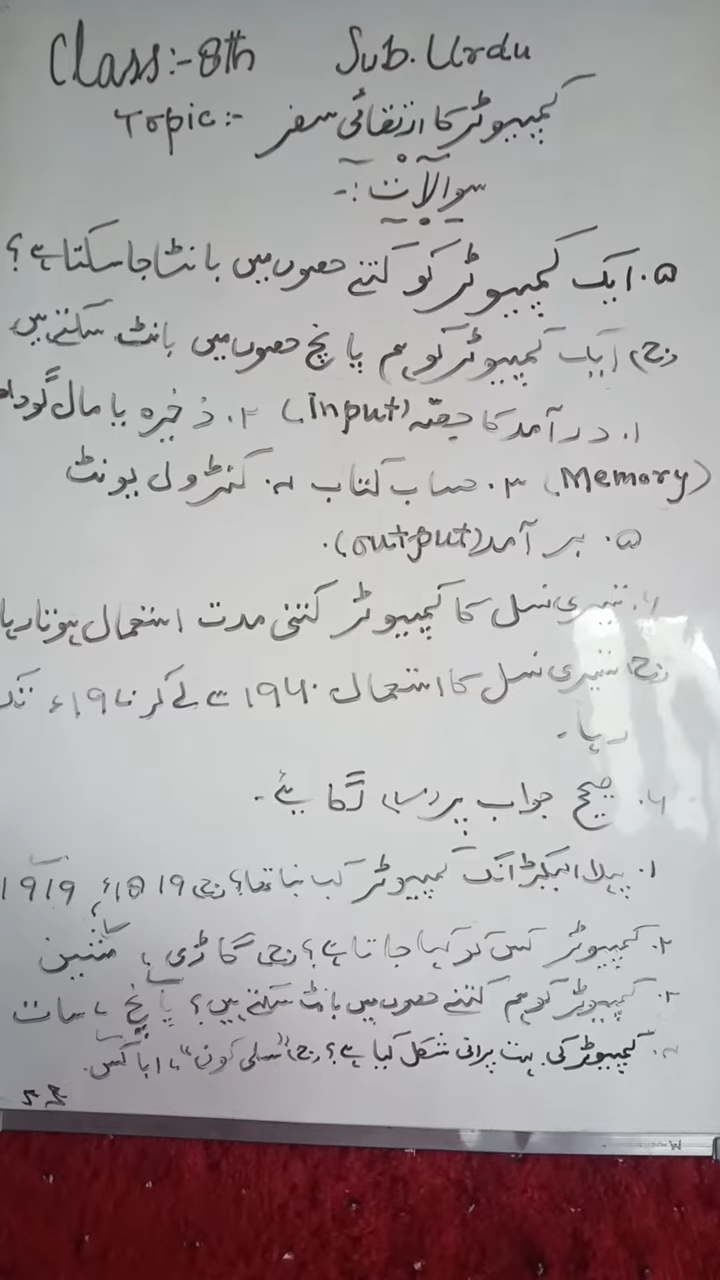 Class:- 8th Sub. Urdu
Topic:- کمپیوٹر کا ارتقائی سفر
سوالات:-
۵. ایک کمپیوٹر کو کتنے حصوں میں بانٹا جا سکتا ہے؟
ج) ایک کمپیوٹر کو ہم پانچ حصوں میں بانٹ سکتے ہیں
۱. درآمد کا حصّہ (input) ۲. ذخیرہ یا مال گودام
(Memory) ۳. حساب کتاب ۴. کنٹرول یونٹ
۵. برآمد (output).
۶. تیسری نسل کا کمپیوٹر کتنی مدت استعمال ہوتا رہا
ج) تیسری نسل کا استعمال ۱۹۶۰ سے لے کر ۱۹۷۰ء تک
رہا۔
۶. صحیح جواب پر (✓) لگائیے۔
۱. پہلا الیکٹرانک کمپیوٹر کب بنا تھا؟ ج) ۱۸۱۹ء، ۱۹۱۹
۲. کمپیوٹر کس کو کہا جاتا ہے؟ ج) گاڑی، مشین
۳. کمپیوٹر کو ہم کتنے حصوں میں بانٹ سکتے ہیں؟ پانچ، سات
۴. کمپیوٹر کی بہت پرانی شکل کیا ہے؟ ج) "سلی کون"، اباکس.